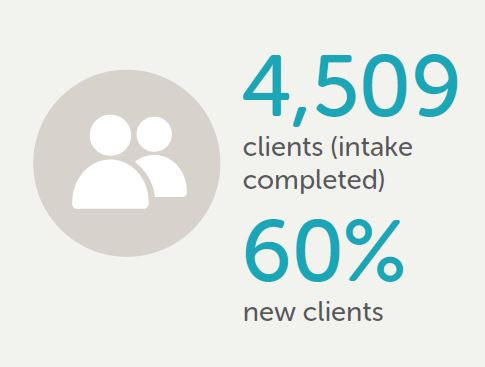 4,509
clients (intake
completed)
60%
new clients